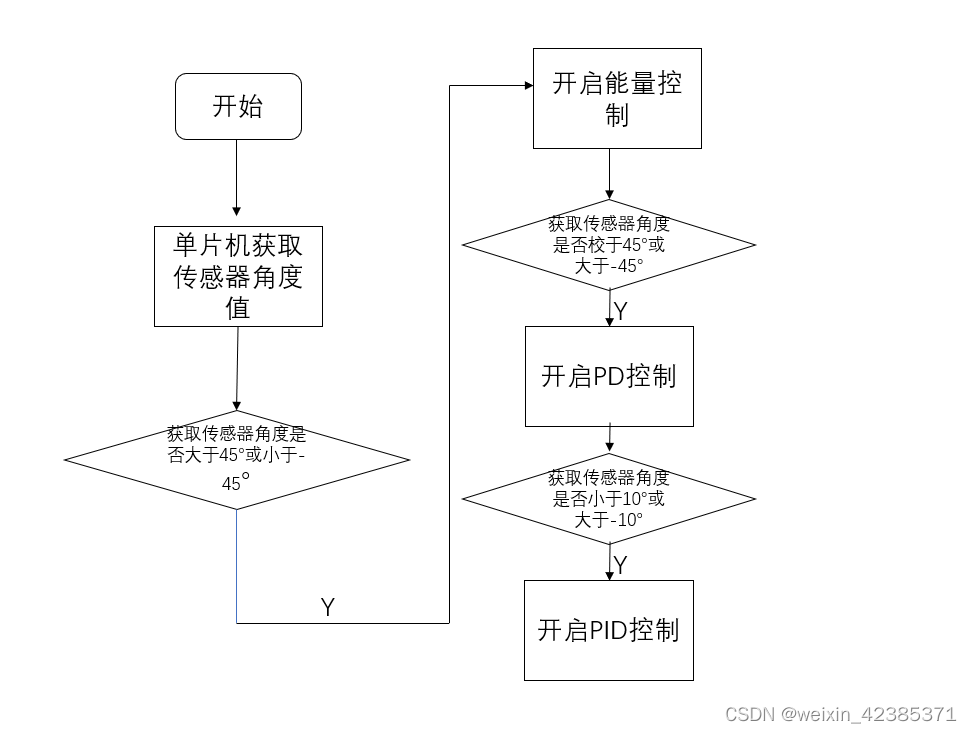 开始
单片机获取
传感器角度
值
获取传感器角度是
否大于45°或小于-
45°
Y
开启能量控
制
获取传感器角度
是否校于45°或
大于-45°
Y
开启PD控制
获取传感器角度
是否小于10°或
大于-10°
Y
开启PID控制
CSDN @weixin_42385371